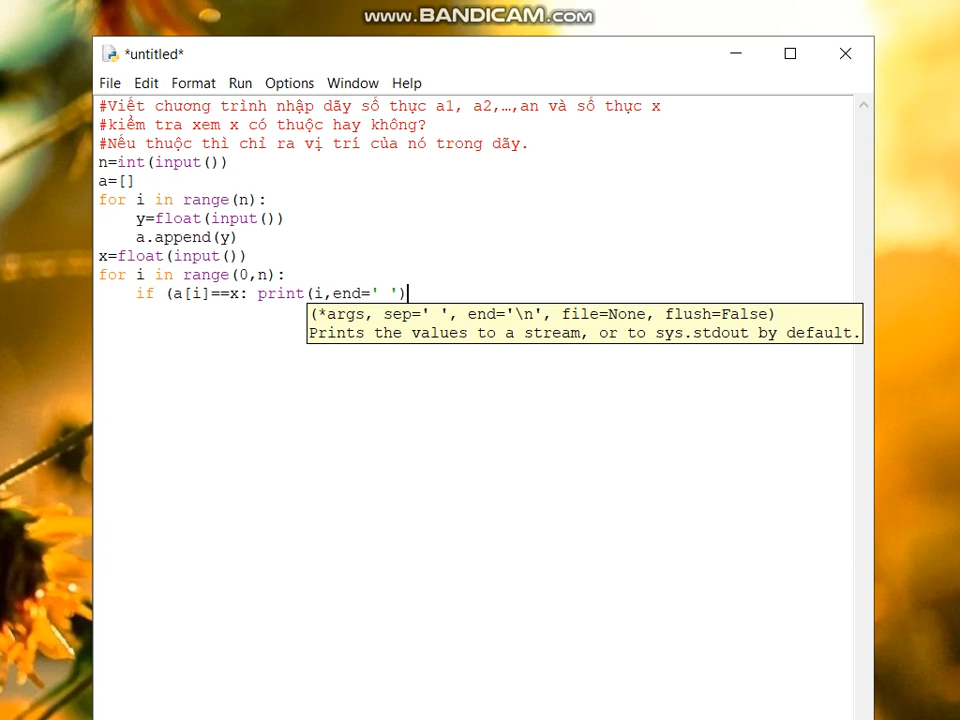 www.BANDICAM.com
*untitled*
File Edit Format Run Options Window Help
#Viết chương trình nhập dãy số thực a1, a2,…,an và số thực x
#kiểm tra xem x có thuộc hay không?
#Nếu thuộc thì chỉ ra vị trí của nó trong dãy.
n=int(input())
a=[]
for i in range(n):
    y=float(input())
    a.append(y)
x=float(input())
for i in range(0,n):
    if (a[i]==x: print(i,end=' ')
(*args, sep=' ', end='\n', file=None, flush=False)
Prints the values to a stream, or to sys.stdout by default.